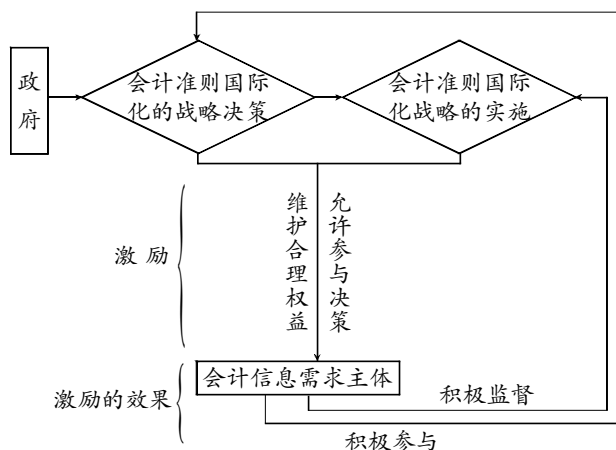 政府
会计准则国际
化的战略决策
会计准则国际
化战略的实施
激励
维护合理权益
允许参与决策
会计信息需求主体
激励的效果
积极监督
积极参与